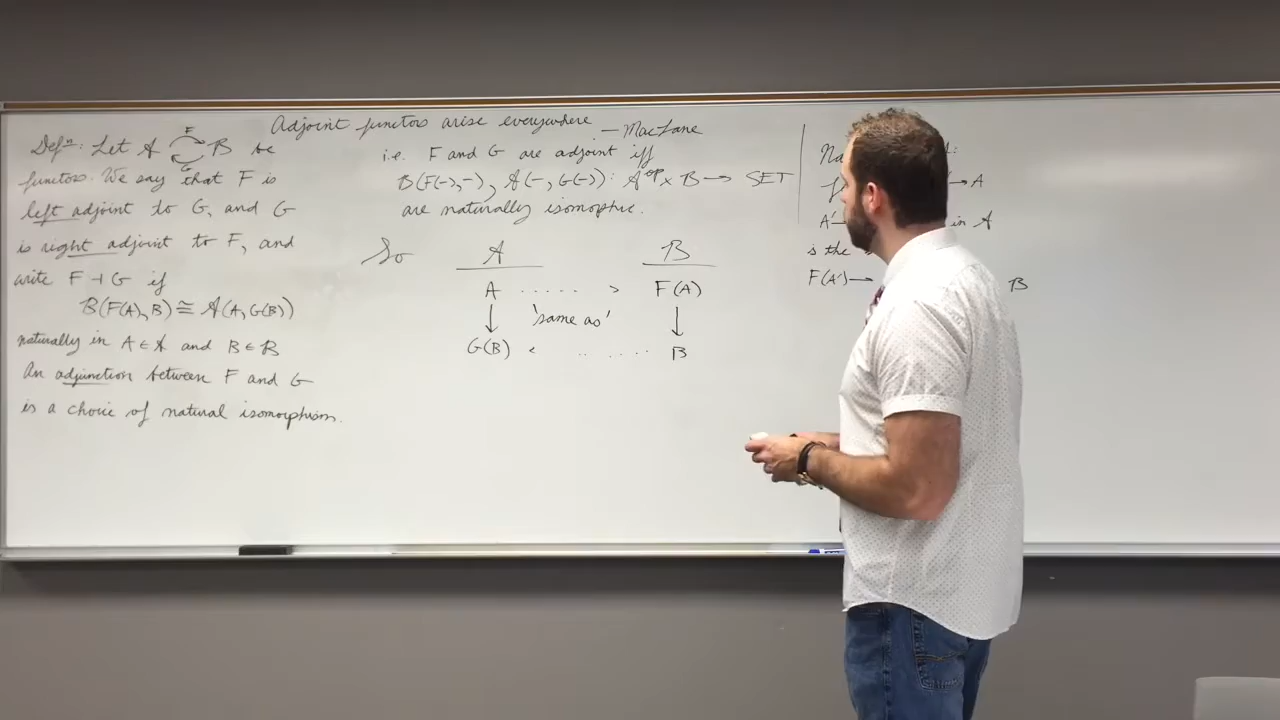 Adjoint functors arise everywhere — MacLane
Defⁿ: Let A F G B be
functors. We say that F is
left adjoint to G, and G
is right adjoint to F, and
write F ⊣ G if
B(F(A), B) ≅ A(A, G(B))
naturally in A ∈ A and B ∈ B
An adjunction between F and G
is a choice of natural isomorphism.
i.e. F and G are adjoint iff
B(F(-), -), A(-, G(-)): A^op × B → SET
are naturally isomorphic.
So A B
A ..... > F(A)
↓ 'same as' ↓
G(B) < ...... B
→ A
A' in A
is the
F(A') → B